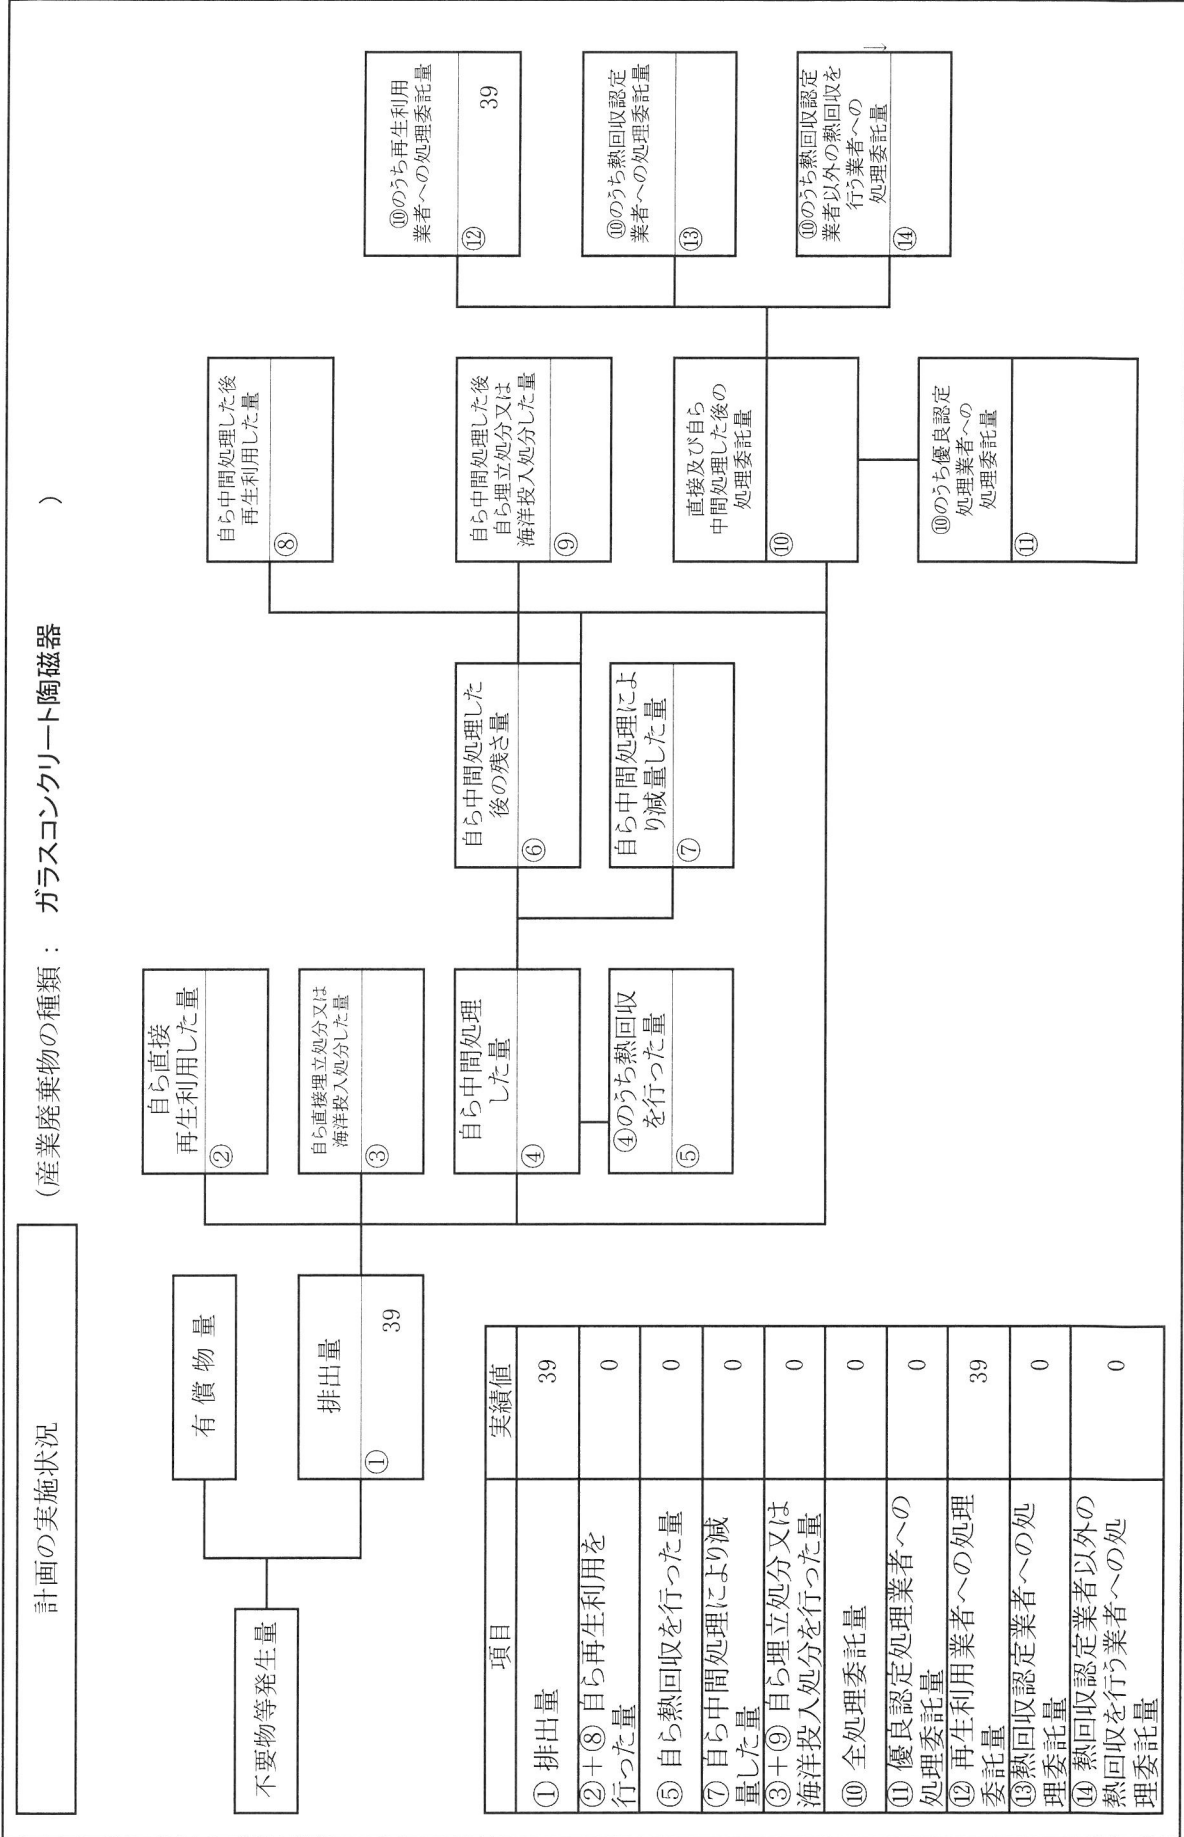 計画の実施状況
(産業廃棄物の種類： ガラスコンクリート陶磁器 )
不要物等発生量
有償物量
排出量
①
39
自ら直接
再生利用した量
②
自ら直接埋立処分又は
海洋投入処分した量
③
自ら中間処理
した量
④
④のうち熱回収
を行った量
⑤
自ら中間処理した
後の残さ量
⑥
自ら中間処理によ
り減量した量
⑦
自ら中間処理した後
再生利用した量
⑧
自ら中間処理した後
自ら埋立処分又は
海洋投入処分した量
⑨
直接及び自ら
中間処理した後の
処理委託量
⑩
⑩のうち優良認定
処理業者への
処理委託量
⑪
⑩のうち再生利用
業者への処理委託量
⑫
39
⑩のうち熱回収認定
業者への処理委託量
⑬
⑩のうち熱回収認定
業者以外の熱回収を
行う業者への
処理委託量
⑭
項目 実績値
① 排出量 39
②＋⑧ 自ら再生利用を
行った量 0
⑤ 自ら熱回収を行った量 0
⑦ 自ら中間処理により減
量した量 0
③＋⑨ 自ら埋立処分又は
海洋投入処分を行った量 0
⑩ 全処理委託量 0
⑪ 優良認定処理業者への
処理委託量 0
⑫ 再生利用業者への処理
委託量 39
⑬熱回収認定業者への処
理委託量 0
⑭ 熱回収認定業者以外の
熱回収を行う業者への処
理委託量 0